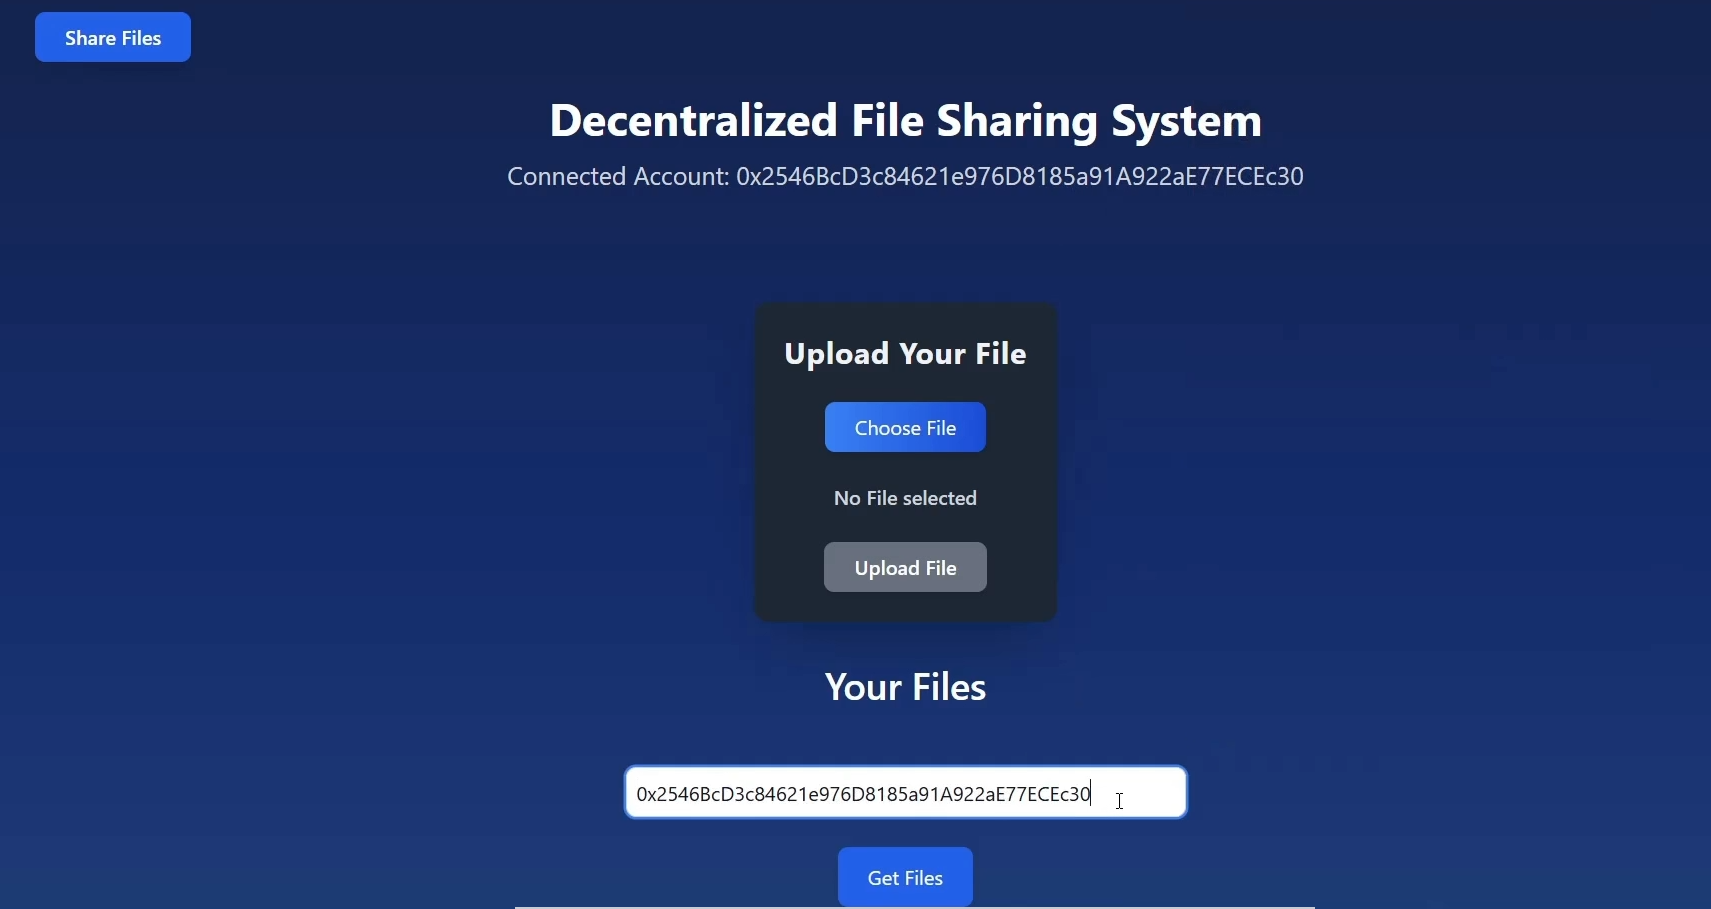 Share Files
Decentralized File Sharing System
Connected Account: 0x2546BcD3c84621e976D8185a91A922aE77ECEc30
Upload Your File
Choose File
No File selected
Upload File
Your Files
0x2546BcD3c84621e976D8185a91A922aE77ECEc30
Get Files